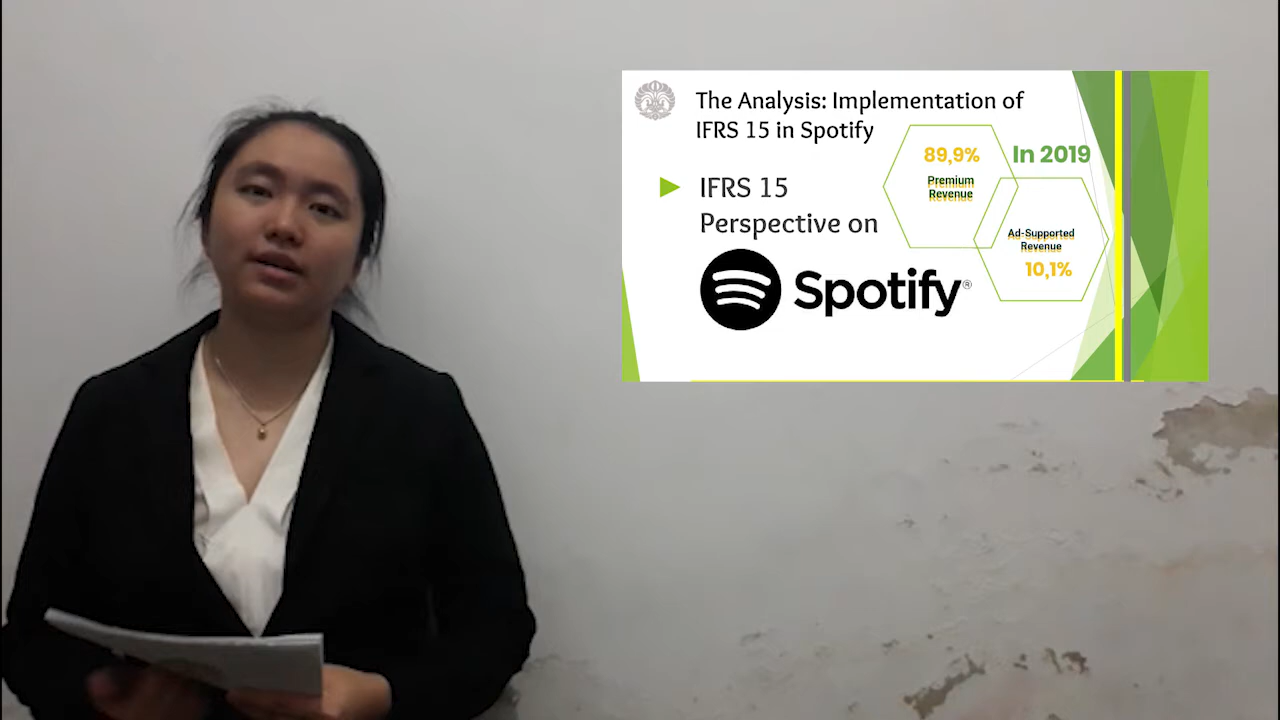 The Analysis: Implementation of
IFRS 15 in Spotify
89,9%
Premium
Revenue
In 2019
IFRS 15
Perspective on
Ad-Supported
Revenue
10,1%
Spotify®